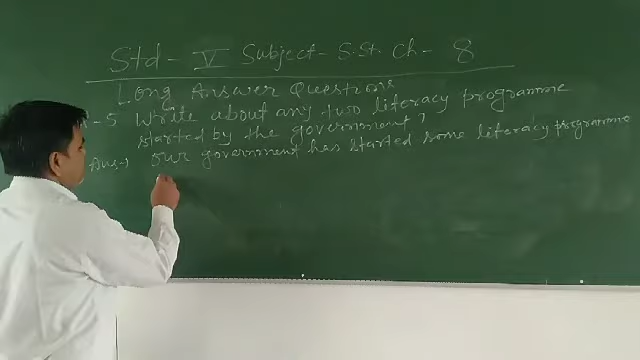 Std - V Subject - S.St. Ch - 8
Long Answer Questions
- 5 Write about any two literacy programme
started by the government?
Ans:-) our government has started some literacy programme